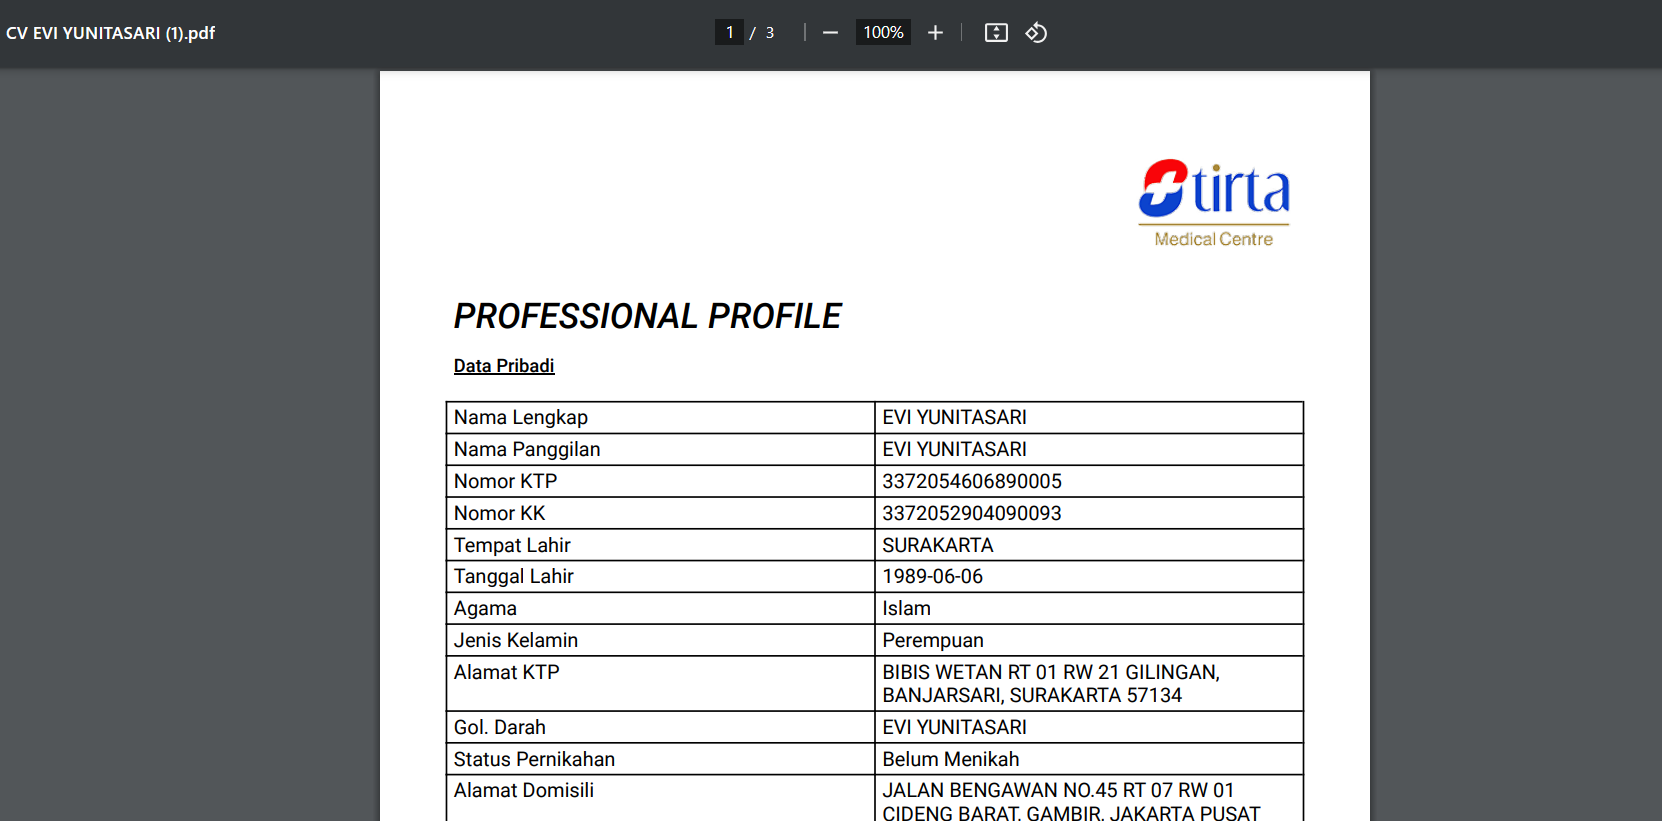 CV EVI YUNITASARI (1).pdf
1 / 3
100%
tirta
Medical Centre
PROFESSIONAL PROFILE
Data Pribadi
Nama Lengkap EVI YUNITASARI
Nama Panggilan EVI YUNITASARI
Nomor KTP 3372054606890005
Nomor KK 3372052904090093
Tempat Lahir SURAKARTA
Tanggal Lahir 1989-06-06
Agama Islam
Jenis Kelamin Perempuan
Alamat KTP BIBIS WETAN RT 01 RW 21 GILINGAN,
BANJARSARI, SURAKARTA 57134
Gol. Darah EVI YUNITASARI
Status Pernikahan Belum Menikah
Alamat Domisili JALAN BENGAWAN NO.45 RT 07 RW 01
CIDENG BARAT, GAMBIR, JAKARTA PUSAT